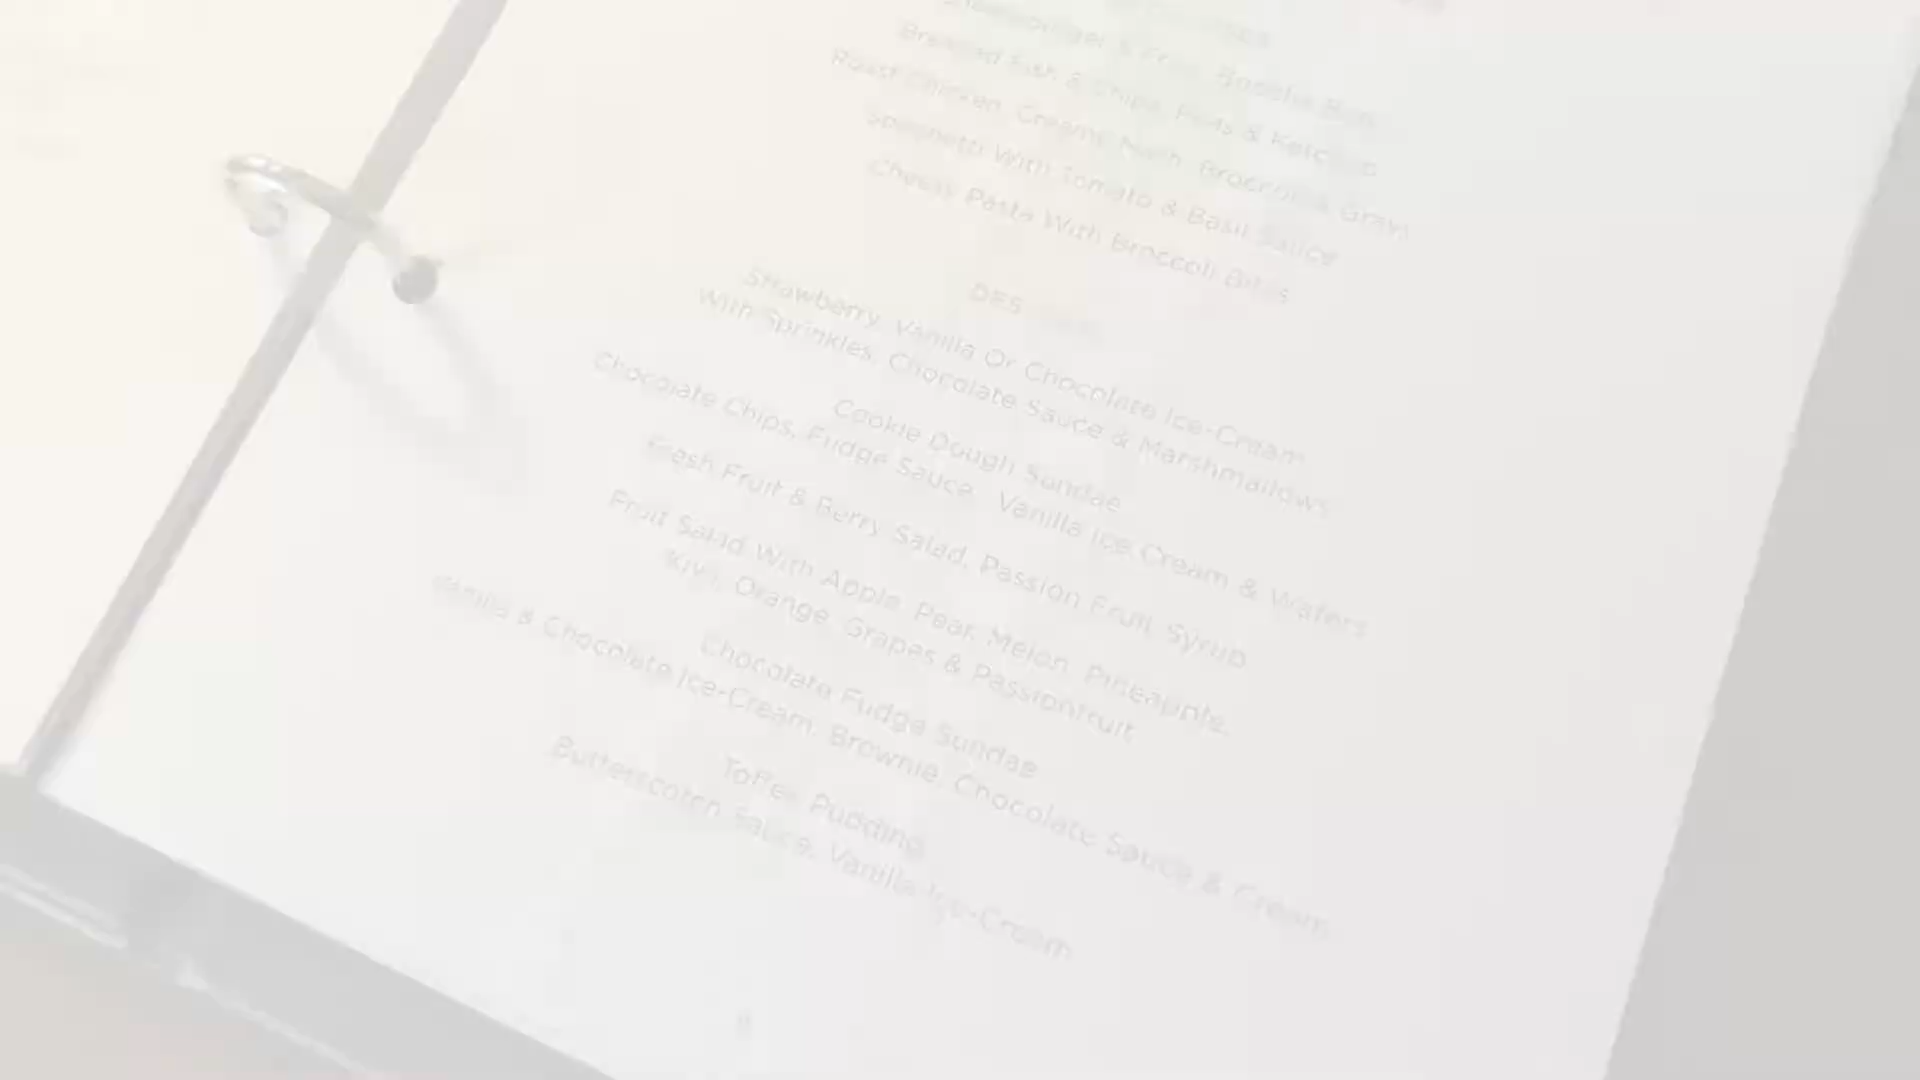 Breaded Fish & Chips, Peas & Ketchup
Roast Chicken, Creamy Mash, Broccoli & Gravy
Spaghetti With Tomato & Basil Sauce
Cheesy Pasta With Broccoli Bites
DES
Strawberry, Vanilla Or Chocolate Ice-Cream
With Sprinkles, Chocolate Sauce & Marshmallows
Cookie Dough Sundae
Chocolate Chips, Fudge Sauce, Vanilla Ice Cream & Wafers
Fresh Fruit & Berry Salad, Passion Fruit Syrup
Fruit Salad With Apple, Pear, Melon, Pineapple,
Kiwi, Orange, Grapes & Passionfruit
Chocolate Fudge Sundae
Vanilla & Chocolate Ice-Cream, Brownie, Chocolate Sauce & Cream
Toffee Pudding
Butterscotch Sauce, Vanilla Ice-Cream